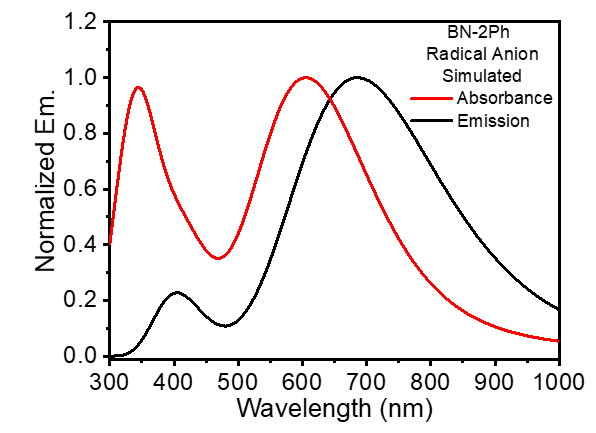 BN-2Ph
Radical Anion
Simulated
Absorbance
Emission
Normalized Em.
1.2
1.0
0.8
0.6
0.4
0.2
0.0
300 400 500 600 700 800 900 1000
Wavelength (nm)